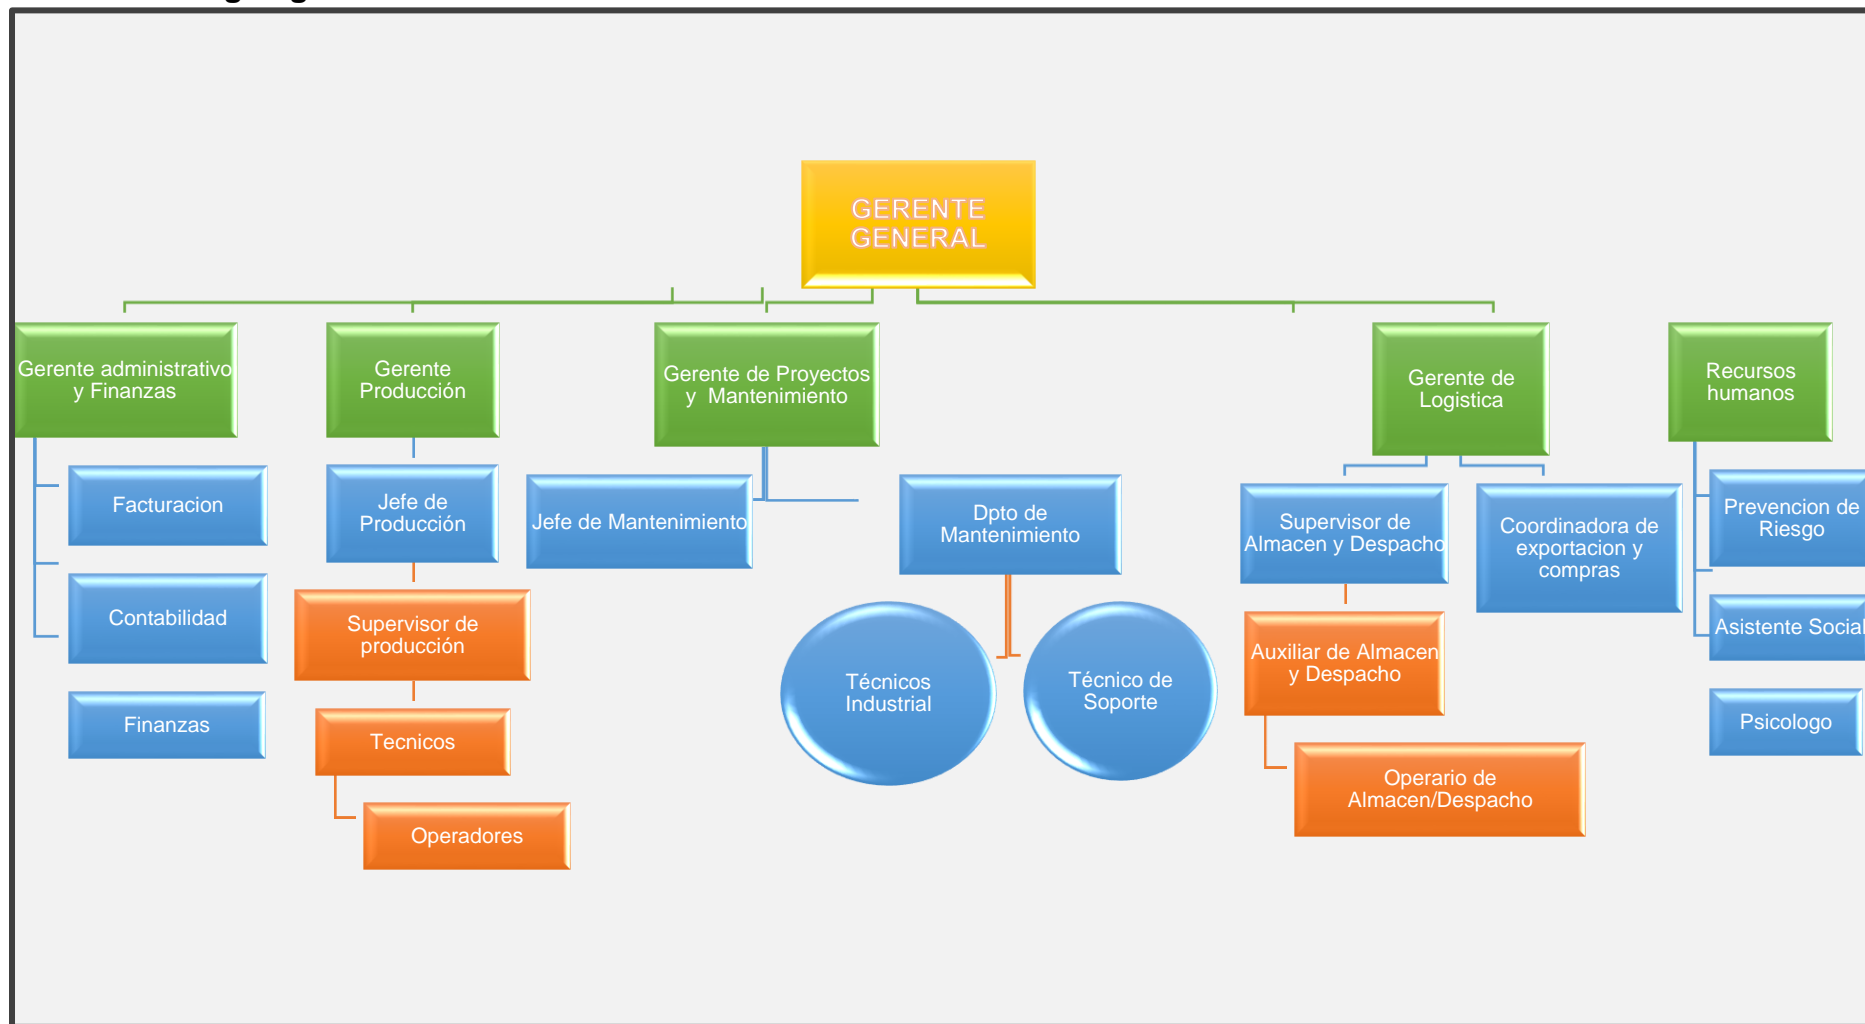 GERENTE
GENERAL
Gerente administrativo
y Finanzas
Gerente
Producción
Gerente de Proyectos
y Mantenimiento
Gerente de
Logistica
Recursos
humanos
Facturacion
Contabilidad
Finanzas
Jefe de
Producción
Supervisor de
producción
Tecnicos
Operadores
Jefe de Mantenimiento
Dpto de
Mantenimiento
Técnicos
Industrial
Técnico de
Soporte
Supervisor de
Almacen y Despacho
Auxiliar de Almacen
y Despacho
Operario de
Almacen/Despacho
Coordinadora de
exportacion y
compras
Prevencion de
Riesgo
Asistente Social
Psicologo